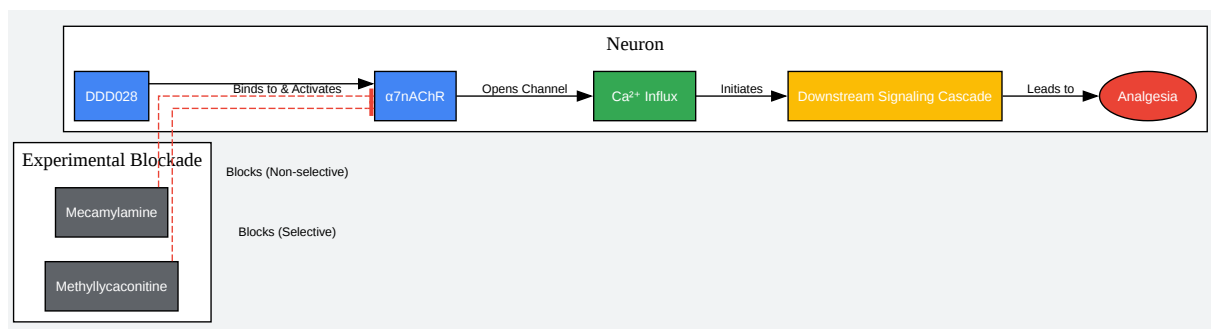 Neuron
DDD028
Binds to & Activates
α7nAChR
Opens Channel
Ca²⁺ Influx
Initiates
Downstream Signaling Cascade
Leads to
Analgesia
Experimental Blockade
Blocks (Non-selective)
Mecamylamine
Blocks (Selective)
Methyllycaconitine